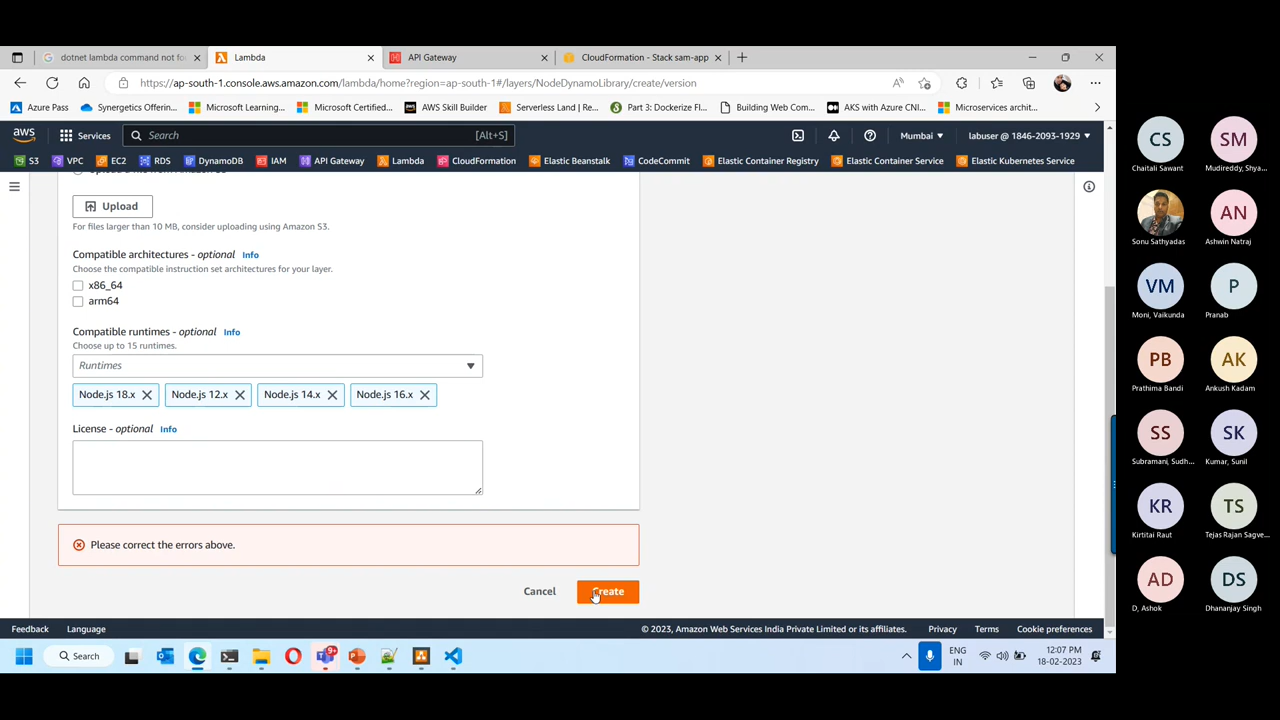 dotnet lambda command not fo
Lambda
API Gateway
CloudFormation - Stack sam-app
https://ap-south-1.console.aws.amazon.com/lambda/home?region=ap-south-1#/layers/NodeDynamoLibrary/create/version
Azure Pass
Synergetics Offerin...
Microsoft Learning...
Microsoft Certified...
AWS Skill Builder
Serverless Land | Re...
Part 3: Dockerize Fl...
Building Web Com...
AKS with Azure CNI...
Microservices archit...
aws
Services
Search
[Alt+S]
Mumbai
labuser @ 1846-2093-1929
S3
VPC
EC2
RDS
DynamoDB
IAM
API Gateway
Lambda
CloudFormation
Elastic Beanstalk
CodeCommit
Elastic Container Registry
Elastic Container Service
Elastic Kubernetes Service
Upload
For files larger than 10 MB, consider uploading using Amazon S3.
Compatible architectures - optional Info
Choose the compatible instruction set architectures for your layer.
x86_64
arm64
Compatible runtimes - optional Info
Choose up to 15 runtimes.
Runtimes
Node.js 18.x
Node.js 12.x
Node.js 14.x
Node.js 16.x
License - optional Info
Please correct the errors above.
Cancel
Create
Feedback
Language
© 2023, Amazon Web Services India Private Limited or its affiliates.
Privacy
Terms
Cookie preferences
Search
9+
ENG
IN
12:07 PM
18-02-2023
CS
Chaitali Sawant
SM
Mudireddy, Shya...
Sonu Sathyadas
AN
Ashwin Natraj
VM
Moni, Vaikunda
P
Pranab
PB
Prathima Bandi
AK
Ankush Kadam
SS
Subramani, Sudh...
SK
Kumar, Sunil
KR
Kirtitai Raut
TS
Tejas Rajan Sagve...
AD
D, Ashok
DS
Dhananjay Singh